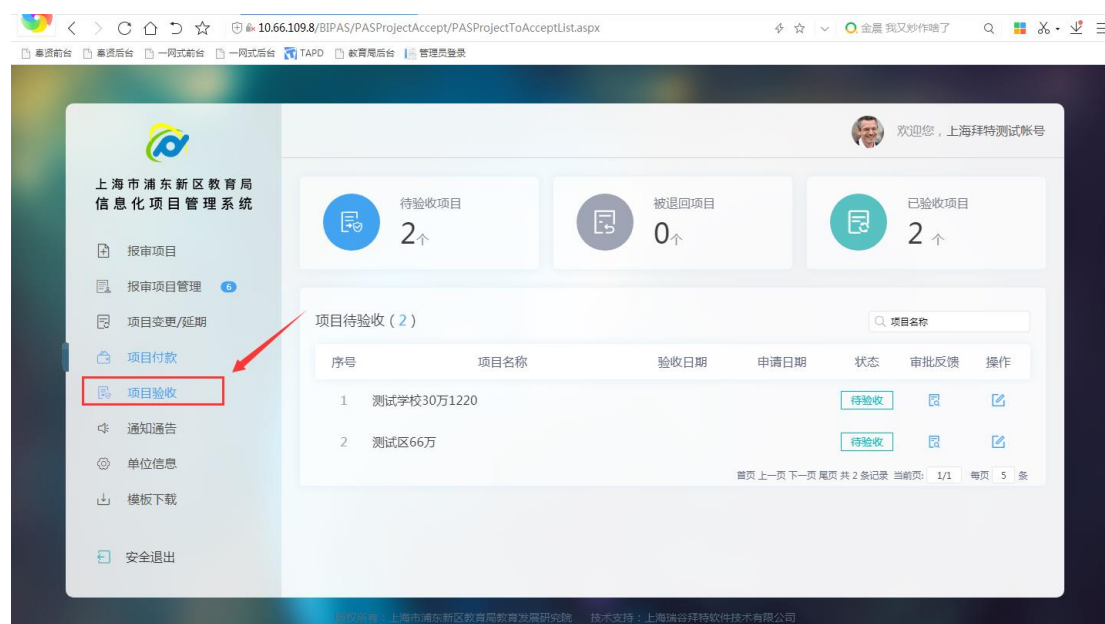 10.66.109.8/BIPAS/PASProjectAccept/PASProjectToAcceptList.aspx
金晨 我又炒作啥了
奉贤前台 奉贤后台 一网式前台 一网式后台 TAPD 教育局后台 管理员登录
欢迎您，上海拜特测试帐号
上海市浦东新区教育局
信息化项目管理系统
待验收项目
2个
被退回项目
0个
已验收项目
2 个
报审项目
报审项目管理 6
项目变更/延期
项目付款
项目验收
通知通告
单位信息
模板下载
安全退出
项目待验收（2）
项目名称
序号 项目名称 验收日期 申请日期 状态 审批反馈 操作
1 测试学校30万1220 待验收
2 测试区66万 待验收
首页 上一页 下一页 尾页 共 2 条记录 当前页: 1/1 每页 5 条
版权所有：上海市浦东新区教育局教育发展研究院 技术支持：上海瑞谷拜特软件技术有限公司